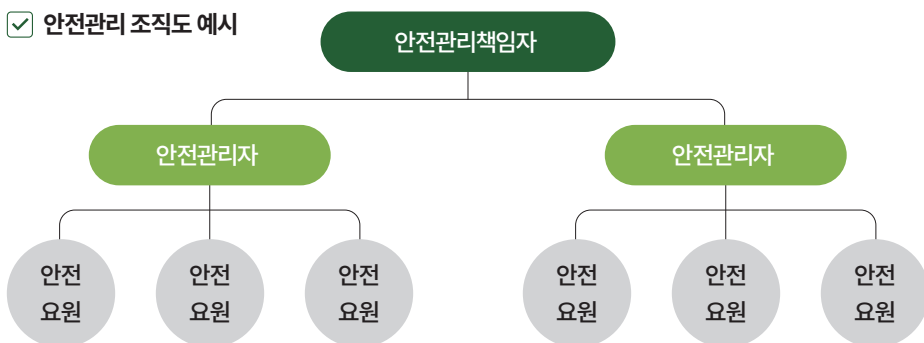 안전관리 조직도 예시
안전관리책임자
안전관리자 안전관리자
안전 안전 안전 안전 안전 안전
요원 요원 요원 요원 요원 요원